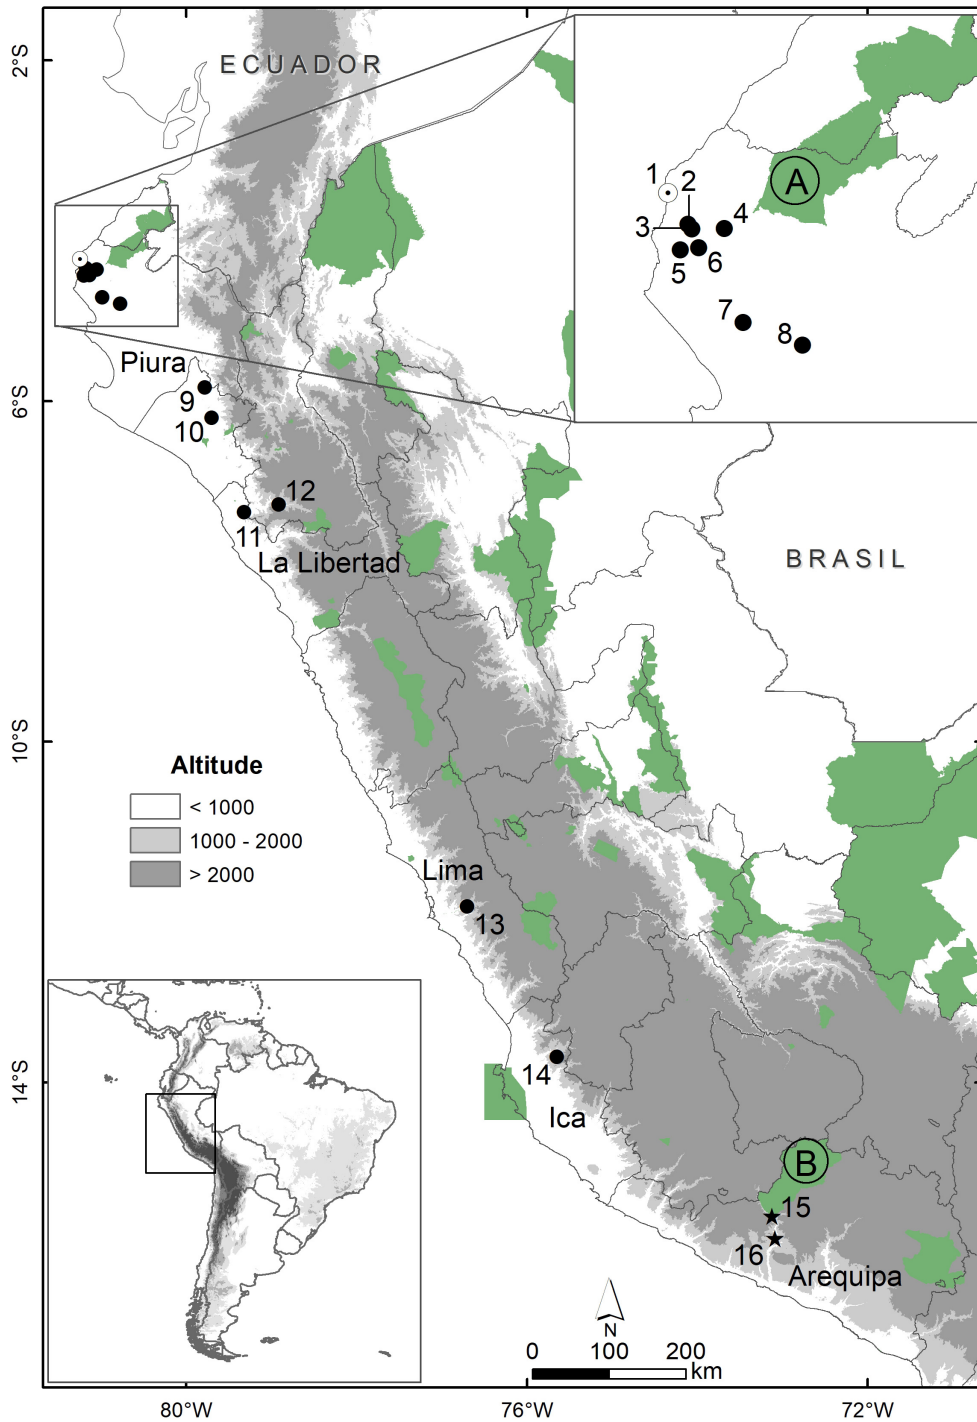 2°S
ECUADOR
A
1
2
3
4
5
6
7
8
Piura
9
6°S
10
12
11
La Libertad
BRASIL
10°S
Altitude
< 1000
1000 - 2000
> 2000
Lima
13
14°S
14
Ica
B
15
16
Arequipa
N
0 100 200
km
80°W 76°W 72°W